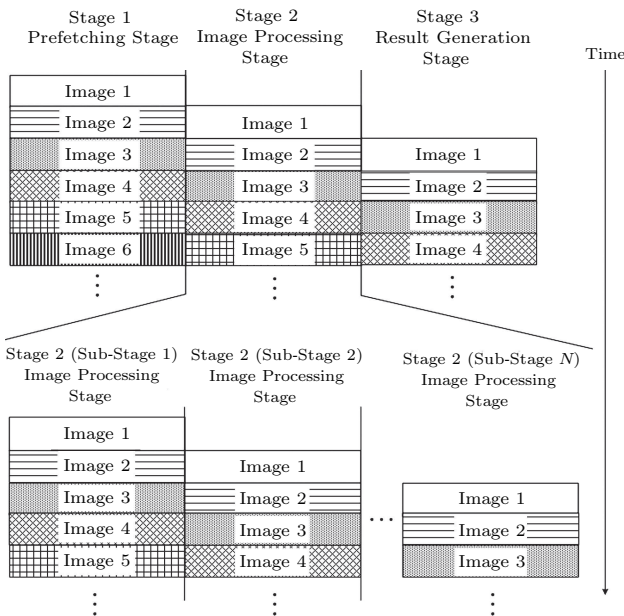 Stage 1
Prefetching Stage
Stage 2
Image Processing
Stage
Stage 3
Result Generation
Stage
Time
Image 1
Image 2
Image 3
Image 4
Image 5
Image 6
Image 1
Image 2
Image 3
Image 4
Image 5
Image 1
Image 2
Image 3
Image 4
Stage 2 (Sub-Stage 1)
Image Processing
Stage
Stage 2 (Sub-Stage 2)
Image Processing
Stage
Stage 2 (Sub-Stage N)
Image Processing
Stage
Image 1
Image 2
Image 3
Image 4
Image 5
Image 1
Image 2
Image 3
Image 4
...
Image 1
Image 2
Image 3